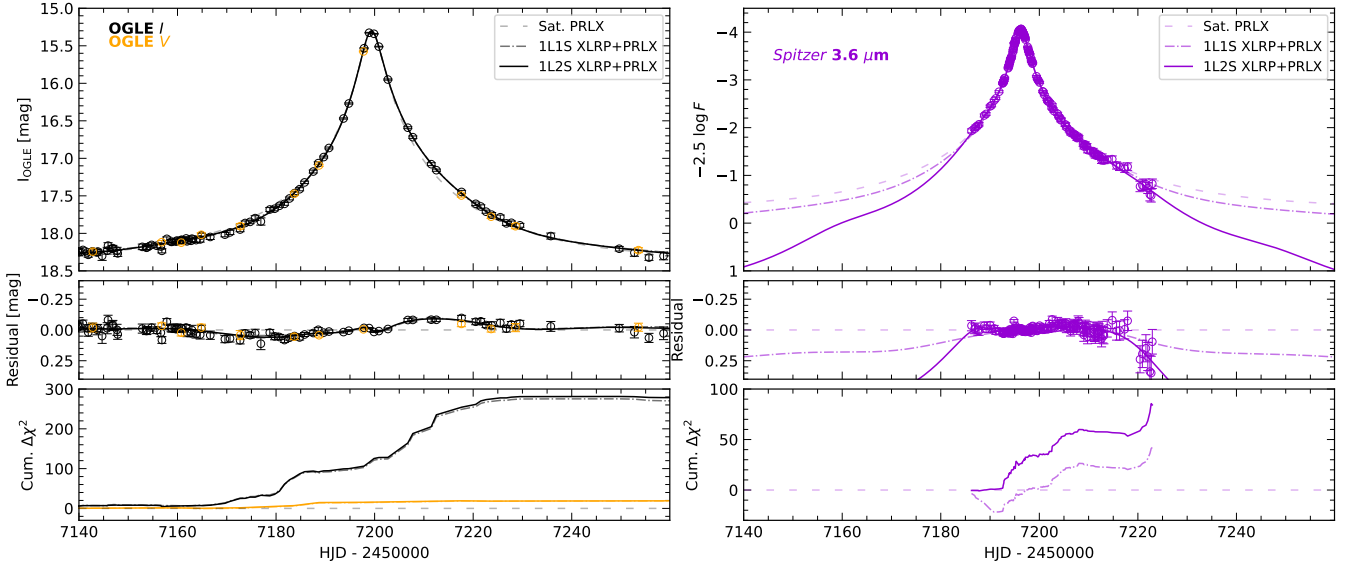 OGLE I
OGLE V
Sat. PRLX
1L1S XLRP+PRLX
1L2S XLRP+PRLX
I_OGLE [mag]
15.0
15.5
16.0
16.5
17.0
17.5
18.0
18.5
Residual [mag]
−0.25
0.00
0.25
Cum. Δχ²
300
200
100
0
7140 7160 7180 7200 7220 7240
HJD - 2450000
Spitzer 3.6 μm
Sat. PRLX
1L1S XLRP+PRLX
1L2S XLRP+PRLX
−2.5 log F
−4
−3
−2
−1
0
1
Residual
−0.25
0.00
0.25
Cum. Δχ²
100
50
0
7140 7160 7180 7200 7220 7240
HJD - 2450000